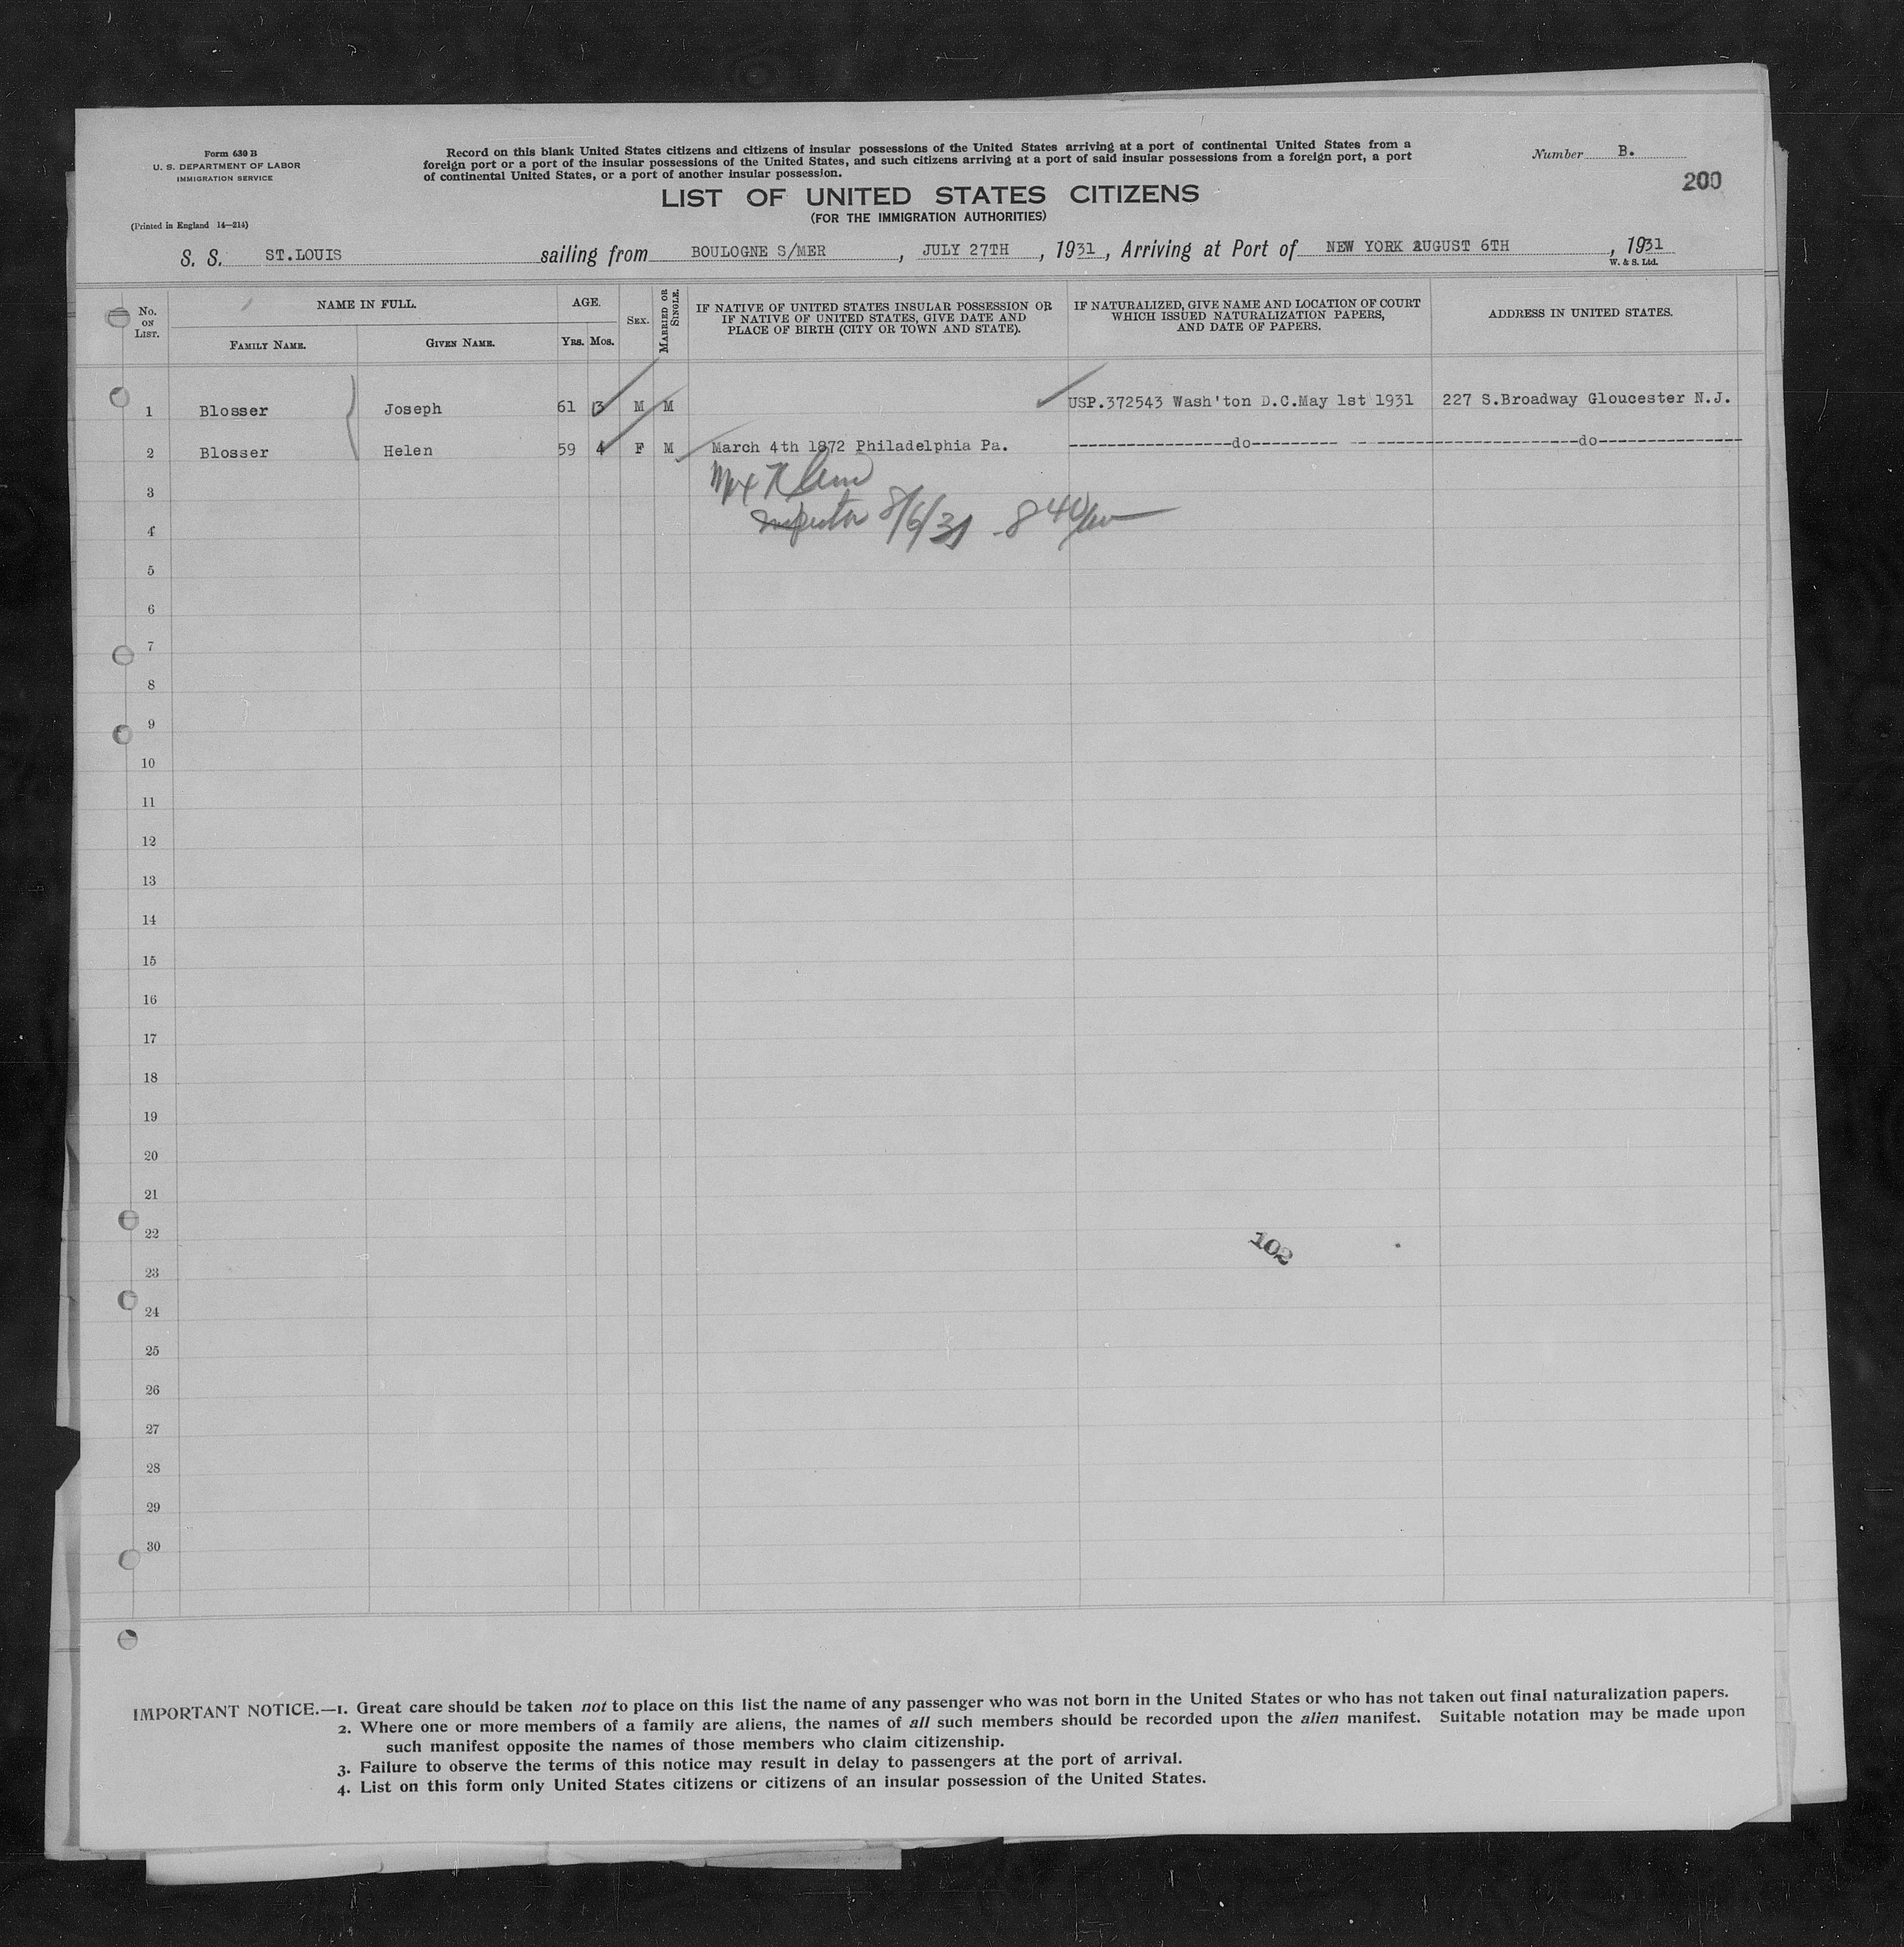 Form 630 B
U. S. DEPARTMENT OF LABOR
IMMIGRATION SERVICE
(Printed in England 14—214)
Record on this blank United States citizens and citizens of insular possessions of the United States arriving at a port of continental United States from a
foreign port or a port of the insular possessions of the United States, and such citizens arriving at a port of said insular possessions from a foreign port, a port
of continental United States, or a port of another insular possession.
Number B.
200
LIST OF UNITED STATES CITIZENS
(FOR THE IMMIGRATION AUTHORITIES)
S. S. ST.LOUIS sailing from BOULOGNE S/MER, JULY 27TH, 1931, Arriving at Port of NEW YORK AUGUST 6TH, 1931
W. & S. Ltd.
No. ON LIST.
NAME IN FULL.
FAMILY NAME.
GIVEN NAME.
AGE.
YRS. MOS.
SEX.
MARRIED OR SINGLE.
IF NATIVE OF UNITED STATES INSULAR POSSESSION OR
IF NATIVE OF UNITED STATES, GIVE DATE AND
PLACE OF BIRTH (CITY OR TOWN AND STATE).
IF NATURALIZED, GIVE NAME AND LOCATION OF COURT
WHICH ISSUED NATURALIZATION PAPERS,
AND DATE OF PAPERS.
ADDRESS IN UNITED STATES.
1 Blosser Joseph 61 3 M M USP.372543 Wash'ton D.C.May 1st 1931 227 S.Broadway Gloucester N.J.
2 Blosser Helen 59 4 F M March 4th 1872 Philadelphia Pa. ----------------do--------- -----------------------do--------------
Inspector 8/6/31 8 40
3
4
5
6
7
8
9
10
11
12
13
14
15
16
17
18
19
20
21
22
102
23
24
25
26
27
28
29
30
IMPORTANT NOTICE.—1. Great care should be taken not to place on this list the name of any passenger who was not born in the United States or who has not taken out final naturalization papers.
2. Where one or more members of a family are aliens, the names of all such members should be recorded upon the alien manifest. Suitable notation may be made upon
such manifest opposite the names of those members who claim citizenship.
3. Failure to observe the terms of this notice may result in delay to passengers at the port of arrival.
4. List on this form only United States citizens or citizens of an insular possession of the United States.